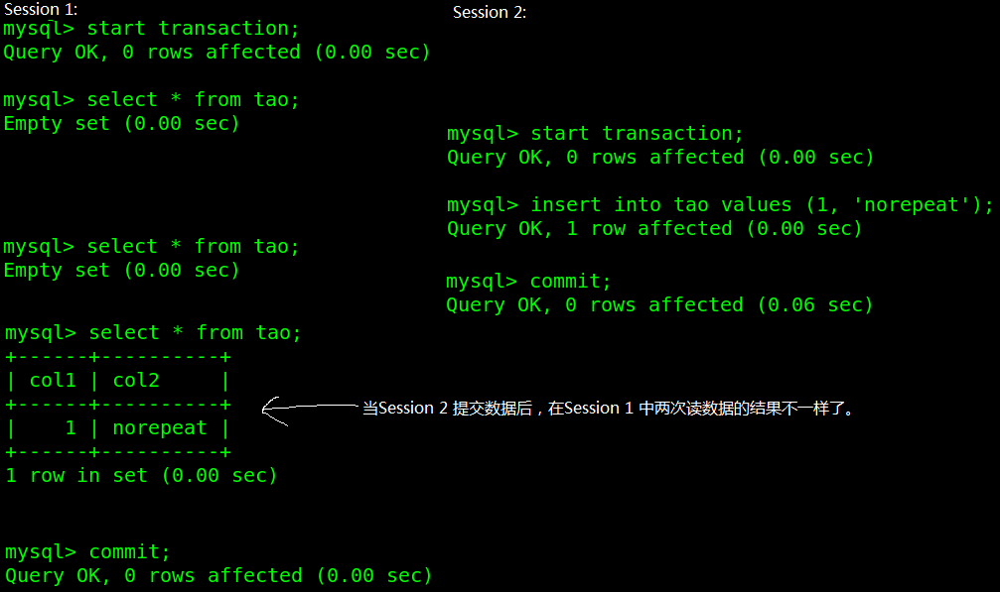 Session 1:
Session 2:
mysql> start transaction;
Query OK, 0 rows affected (0.00 sec)
mysql> select * from tao;
Empty set (0.00 sec)
mysql> start transaction;
Query OK, 0 rows affected (0.00 sec)
mysql> insert into tao values (1, 'norepeat');
Query OK, 1 row affected (0.00 sec)
mysql> select * from tao;
Empty set (0.00 sec)
mysql> commit;
Query OK, 0 rows affected (0.06 sec)
mysql> select * from tao;
+------+----------+
| col1 | col2     |
+------+----------+
|    1 | norepeat |
+------+----------+
当Session 2 提交数据后，在Session 1 中两次读数据的结果不一样了。
1 row in set (0.00 sec)
mysql> commit;
Query OK, 0 rows affected (0.00 sec)